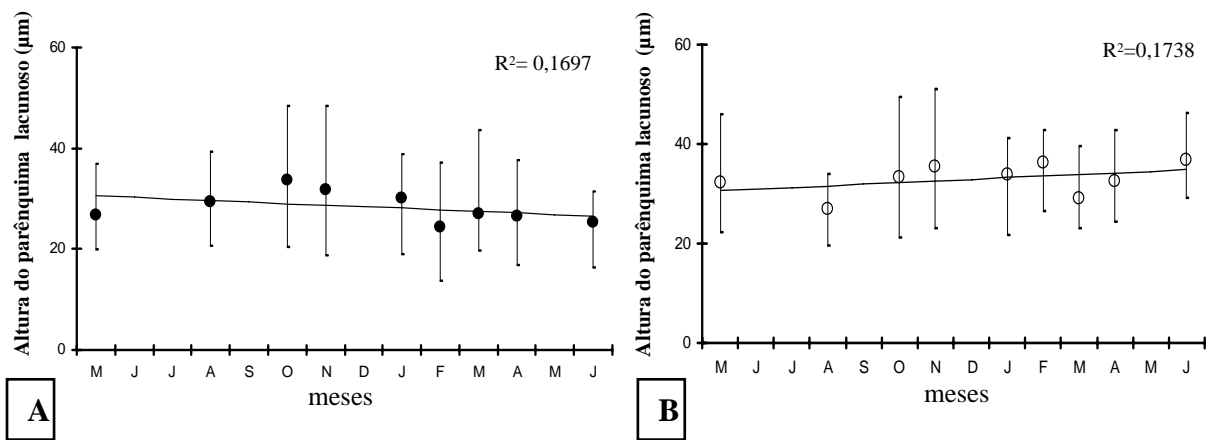 Altura do parênquima lacunoso (µm)
60
40
20
0
R²= 0,1697
M J J A S O N D J F M A M J
meses
A
Altura do parênquima lacunoso (µm)
60
40
20
0
R²=0,1738
M J J A S O N D J F M A M J
meses
B